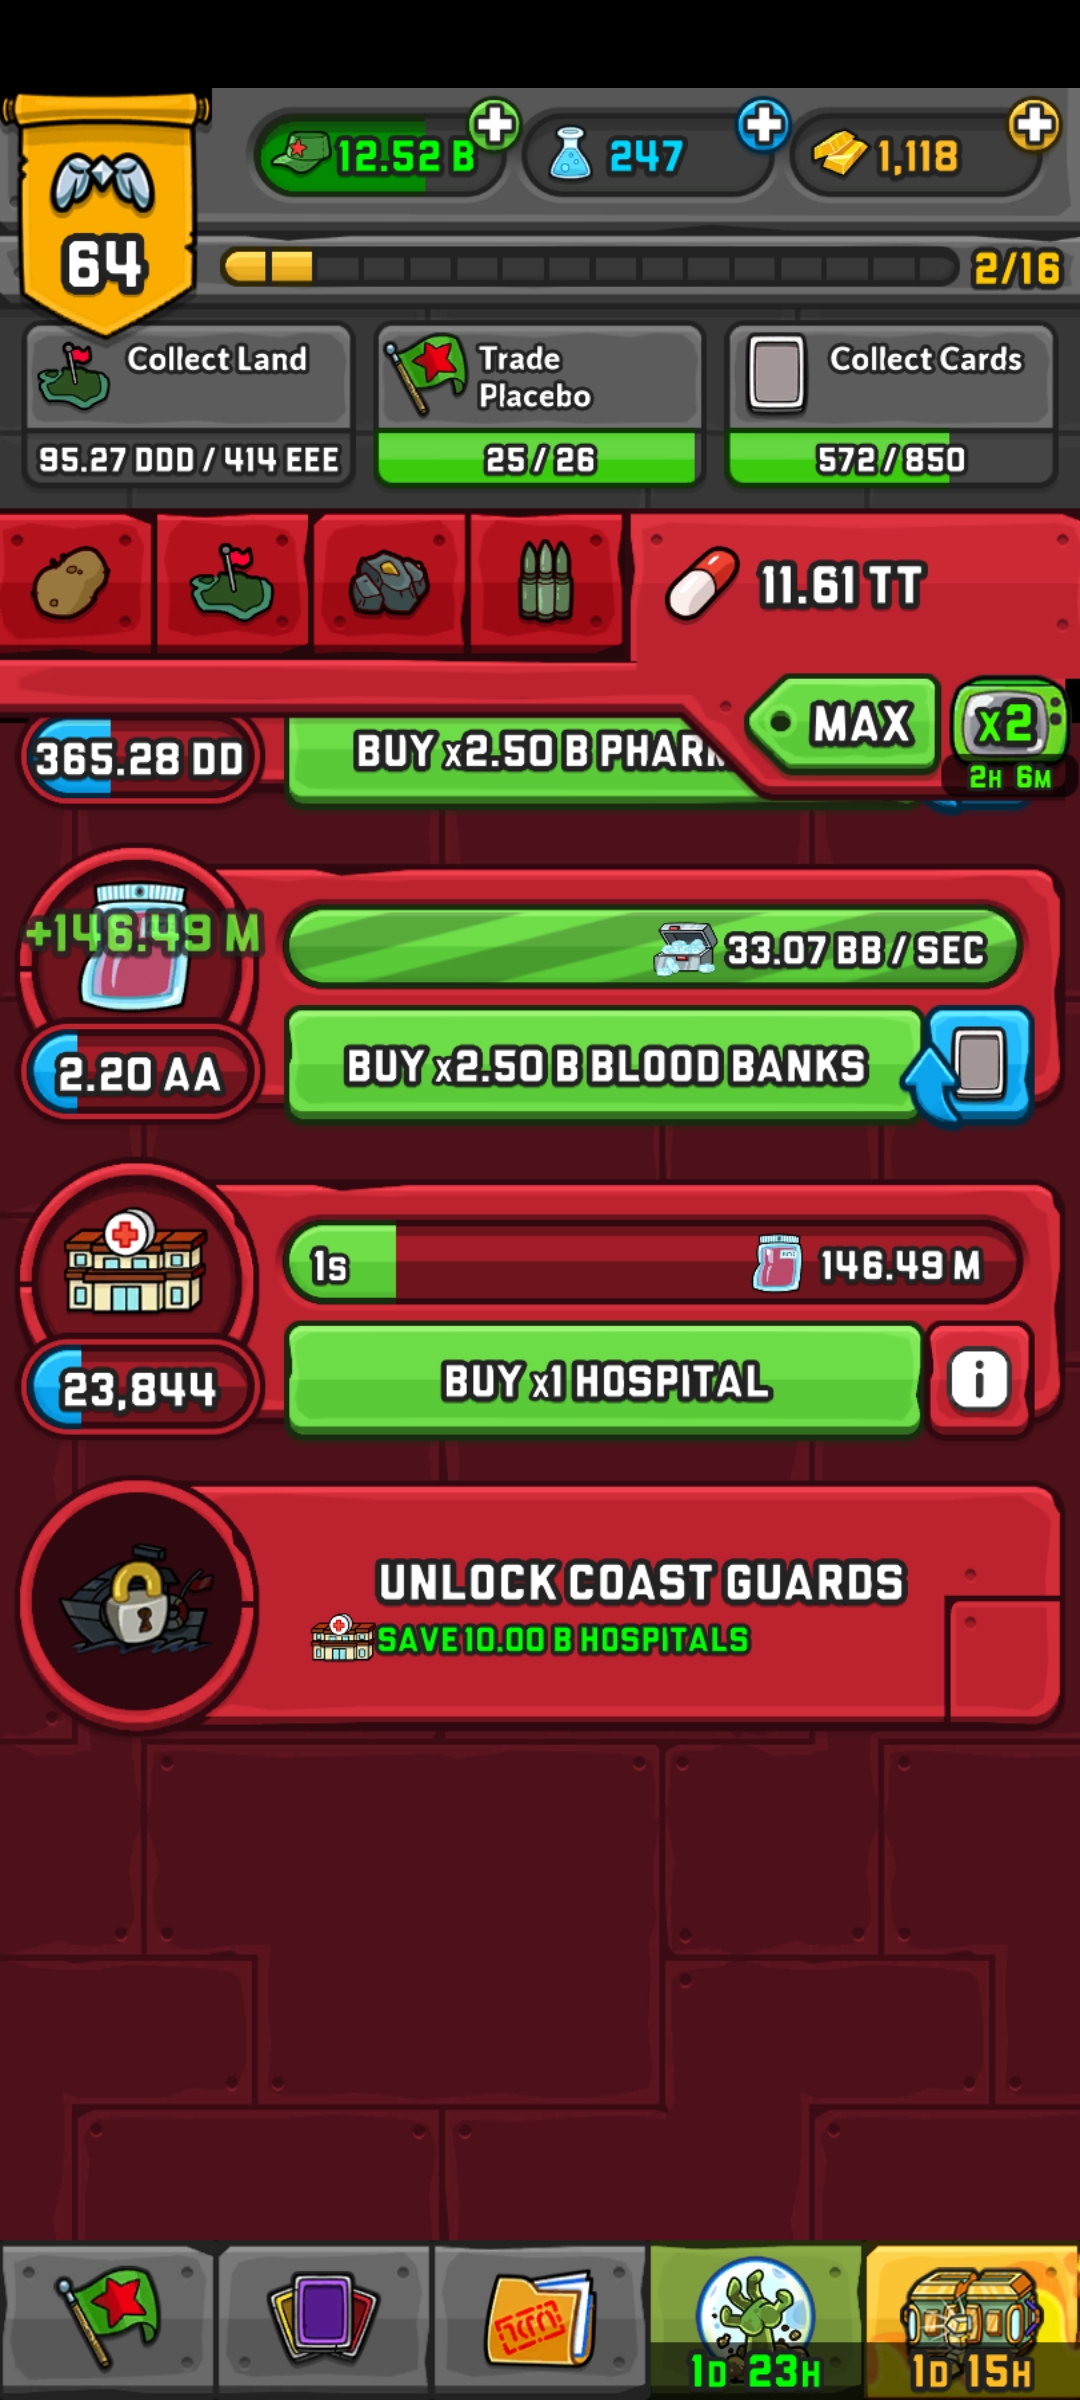 12.52 B
247
1,118
64
2/16
Collect Land
95.27 DDD / 414 EEE
Trade
Placebo
25 / 26
Collect Cards
572 / 850
11.61 TT
MAX
x2
2H 6M
365.28 DD
BUY x2.50 B
+146.49 M
33.07 BB / SEC
2.20 AA
BUY x2.50 B BLOOD BANKS
1s
146.49 M
23,844
BUY x1 HOSPITAL
i
UNLOCK COAST GUARDS
SAVE 10.00 B HOSPITALS
1D 23H
1D 15H